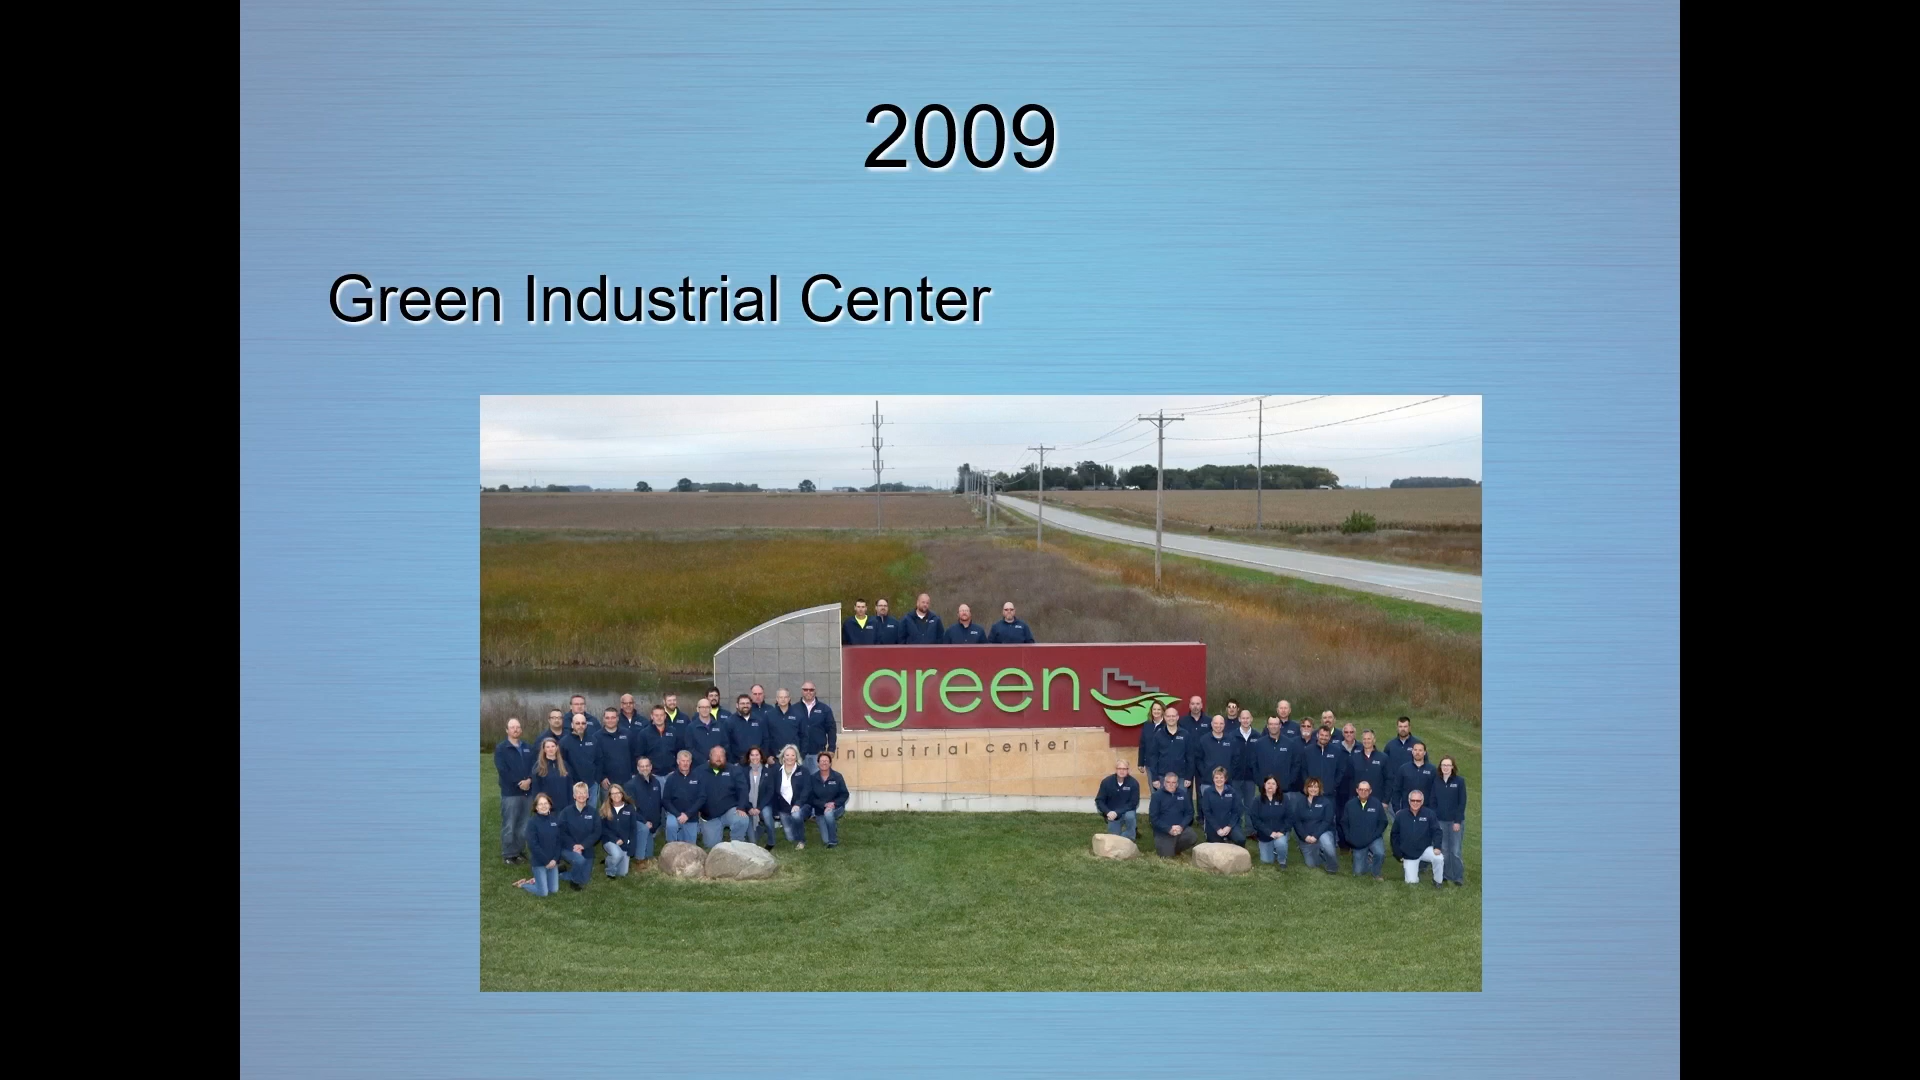 2009
Green Industrial Center
green
industrial center